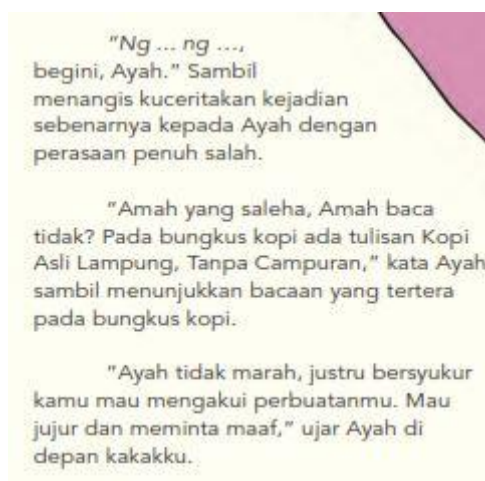 "Ng ... ng ...,
begini, Ayah." Sambil
menangis kuceritakan kejadian
sebenarnya kepada Ayah dengan
perasaan penuh salah.
"Amah yang saleha, Amah baca
tidak? Pada bungkus kopi ada tulisan Kopi
Asli Lampung, Tanpa Campuran," kata Ayah
sambil menunjukkan bacaan yang tertera
pada bungkus kopi.
"Ayah tidak marah, justru bersyukur
kamu mau mengakui perbuatanmu. Mau
jujur dan meminta maaf," ujar Ayah di
depan kakakku.